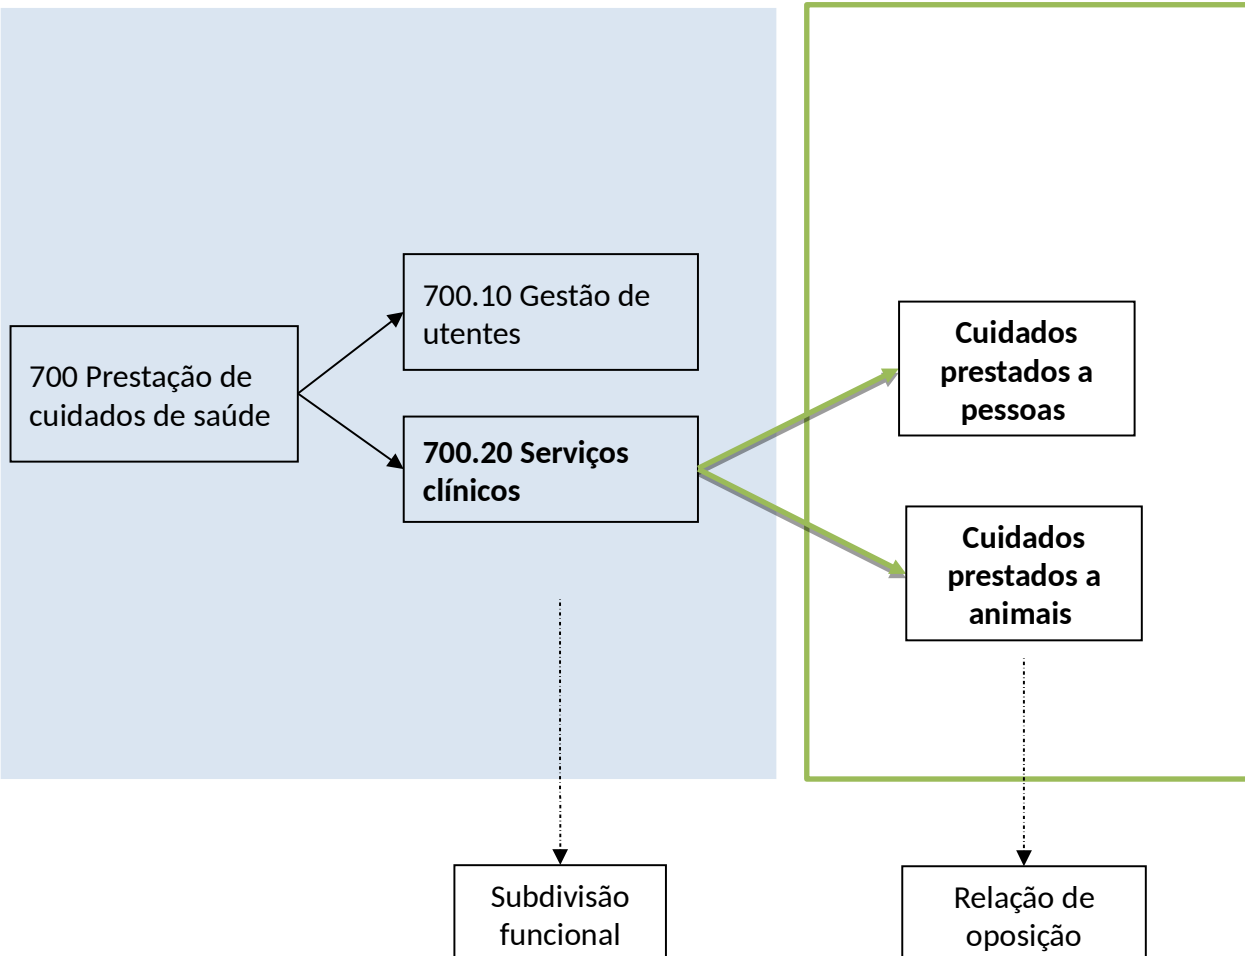 700 Prestação de
cuidados de saúde
700.10 Gestão de
utentes
700.20 Serviços
clínicos
Cuidados
prestados a
pessoas
Cuidados
prestados a
animais
Subdivisão
funcional
Relação de
oposição